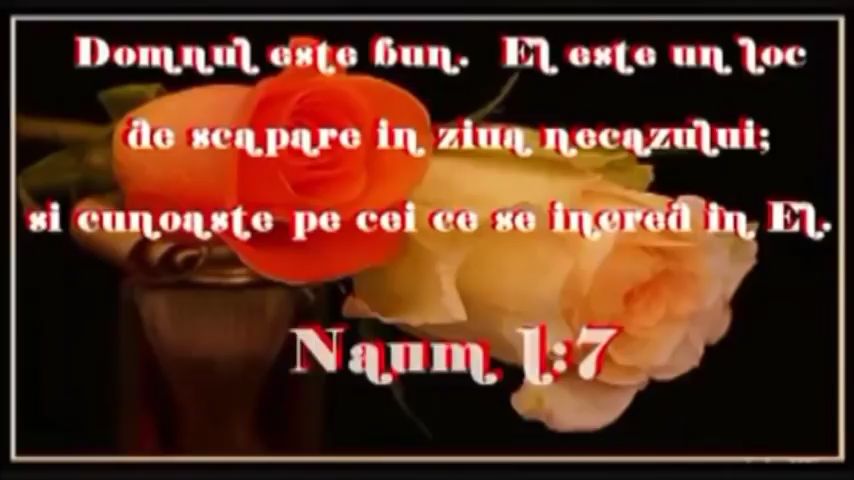 Domnul este bun. El este un loc
de scapare in ziua necazului;
si cunoaste pe cei ce se incred in El.
Naum 1:7